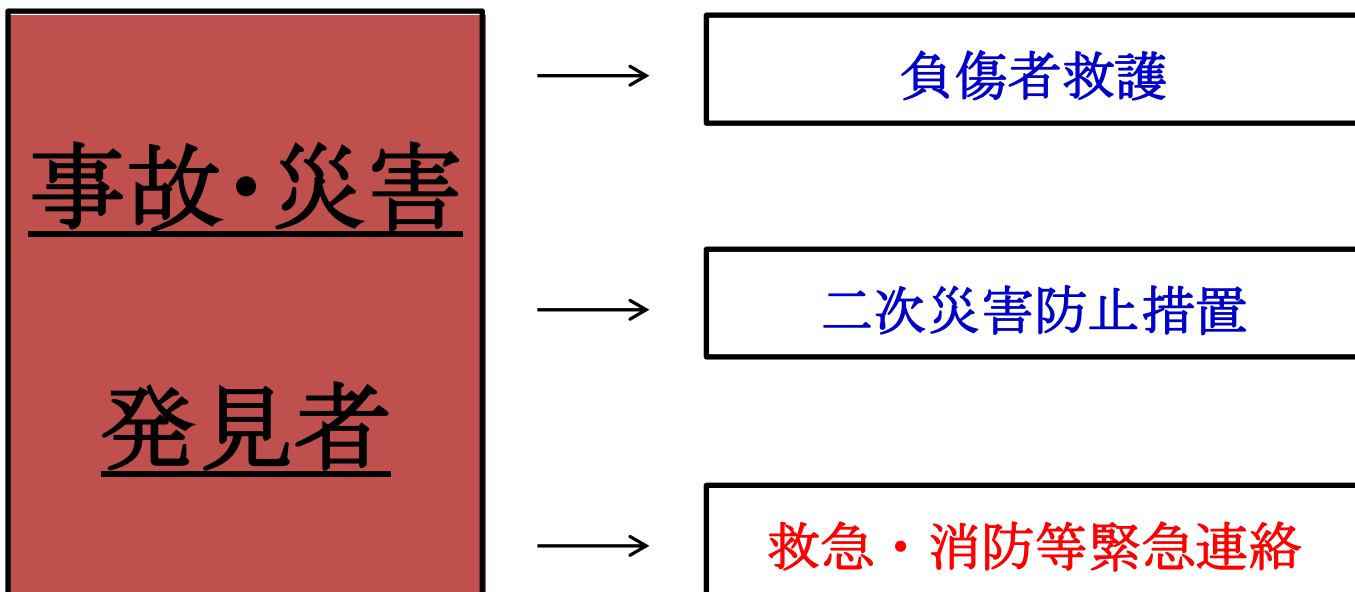 事故・災害
発見者
負傷者救護
二次災害防止措置
救急・消防等緊急連絡